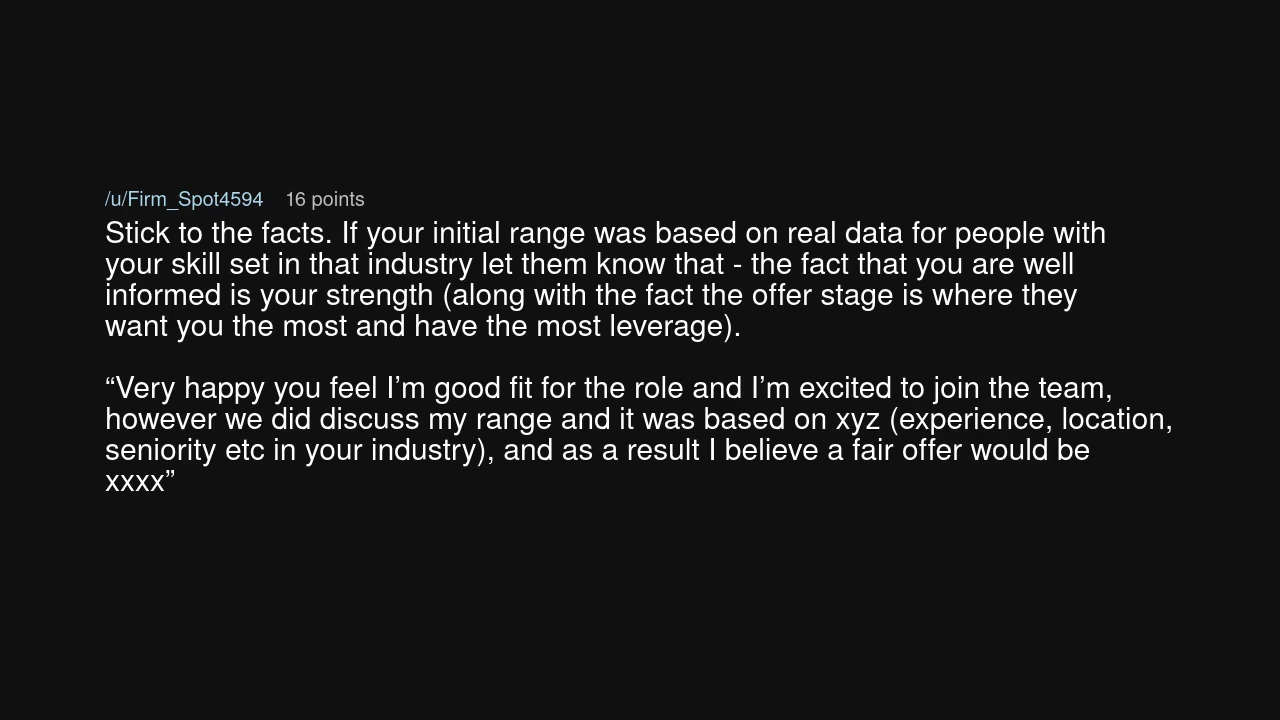 /u/Firm_Spot4594 16 points
Stick to the facts. If your initial range was based on real data for people with
your skill set in that industry let them know that - the fact that you are well
informed is your strength (along with the fact the offer stage is where they
want you the most and have the most leverage).
“Very happy you feel I’m good fit for the role and I’m excited to join the team,
however we did discuss my range and it was based on xyz (experience, location,
seniority etc in your industry), and as a result I believe a fair offer would be
xxxx”